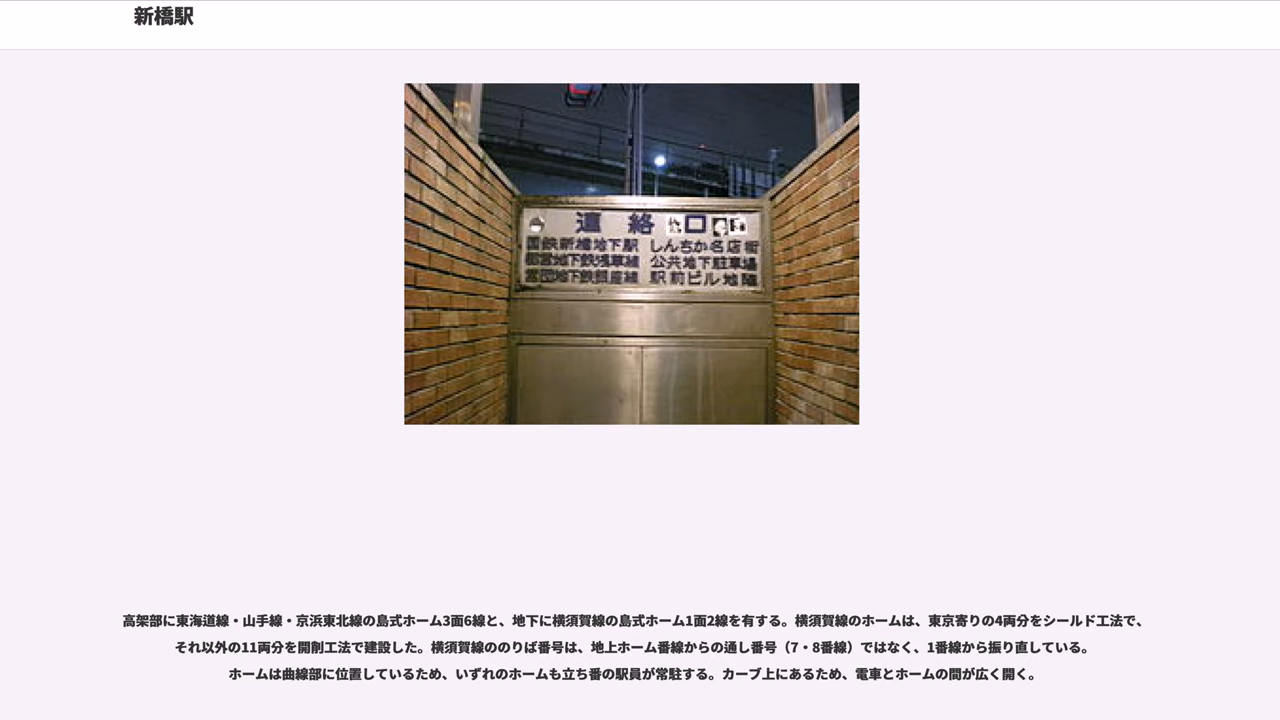 新橋駅
連絡口
国鉄新橋地下駅 しんちか名店街
都営地下鉄浅草線 公共地下駐車場
営団地下鉄銀座線 駅前ビル地階
高架部に東海道線・山手線・京浜東北線の島式ホーム3面6線と、地下に横須賀線の島式ホーム1面2線を有する。横須賀線のホームは、東京寄りの4両分をシールド工法で、
それ以外の11両分を開削工法で建設した。横須賀線ののりば番号は、地上ホーム番線からの通し番号（7・8番線）ではなく、1番線から振り直している。
ホームは曲線部に位置しているため、いずれのホームも立ち番の駅員が常駐する。カーブ上にあるため、電車とホームの間が広く開く。